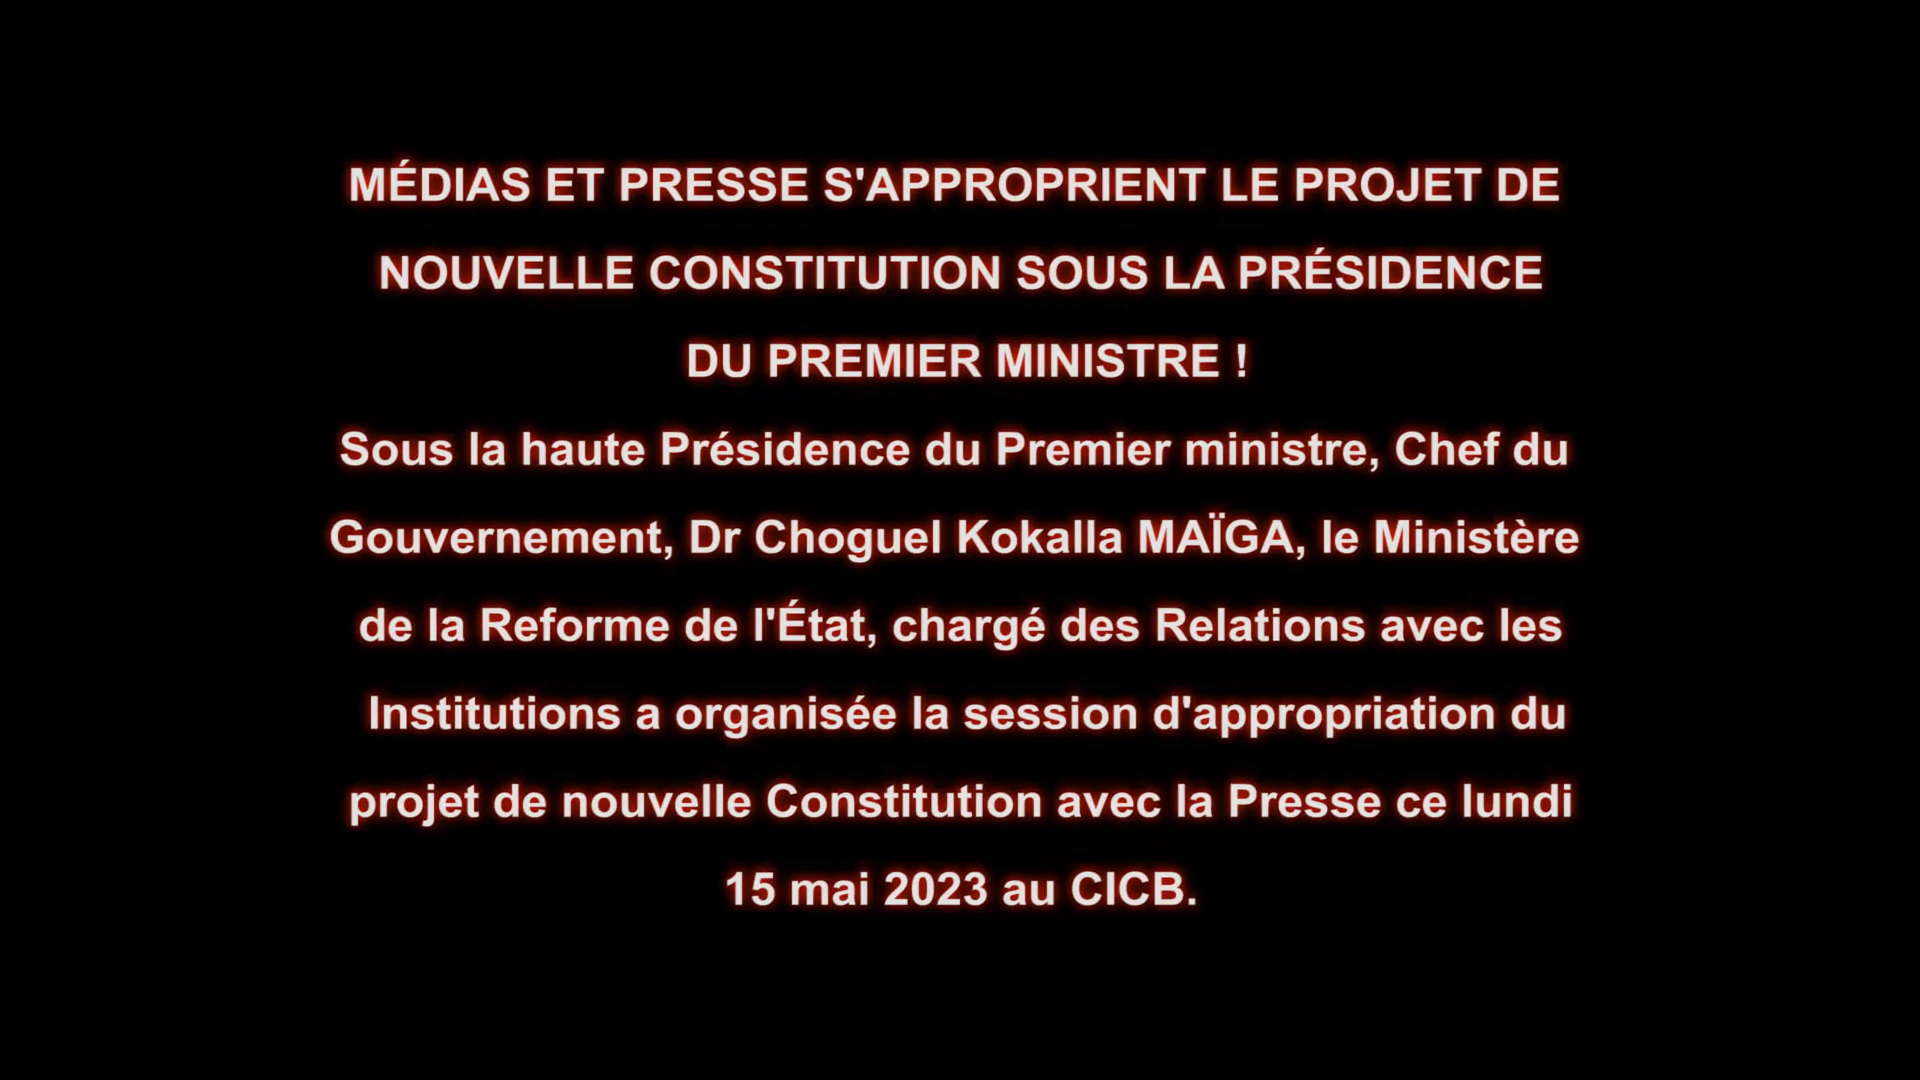 MÉDIAS ET PRESSE S'APPROPRIENT LE PROJET DE
NOUVELLE CONSTITUTION SOUS LA PRÉSIDENCE
DU PREMIER MINISTRE !
Sous la haute Présidence du Premier ministre, Chef du
Gouvernement, Dr Choguel Kokalla MAÏGA, le Ministère
de la Reforme de l'État, chargé des Relations avec les
Institutions a organisée la session d'appropriation du
projet de nouvelle Constitution avec la Presse ce lundi
15 mai 2023 au CICB.